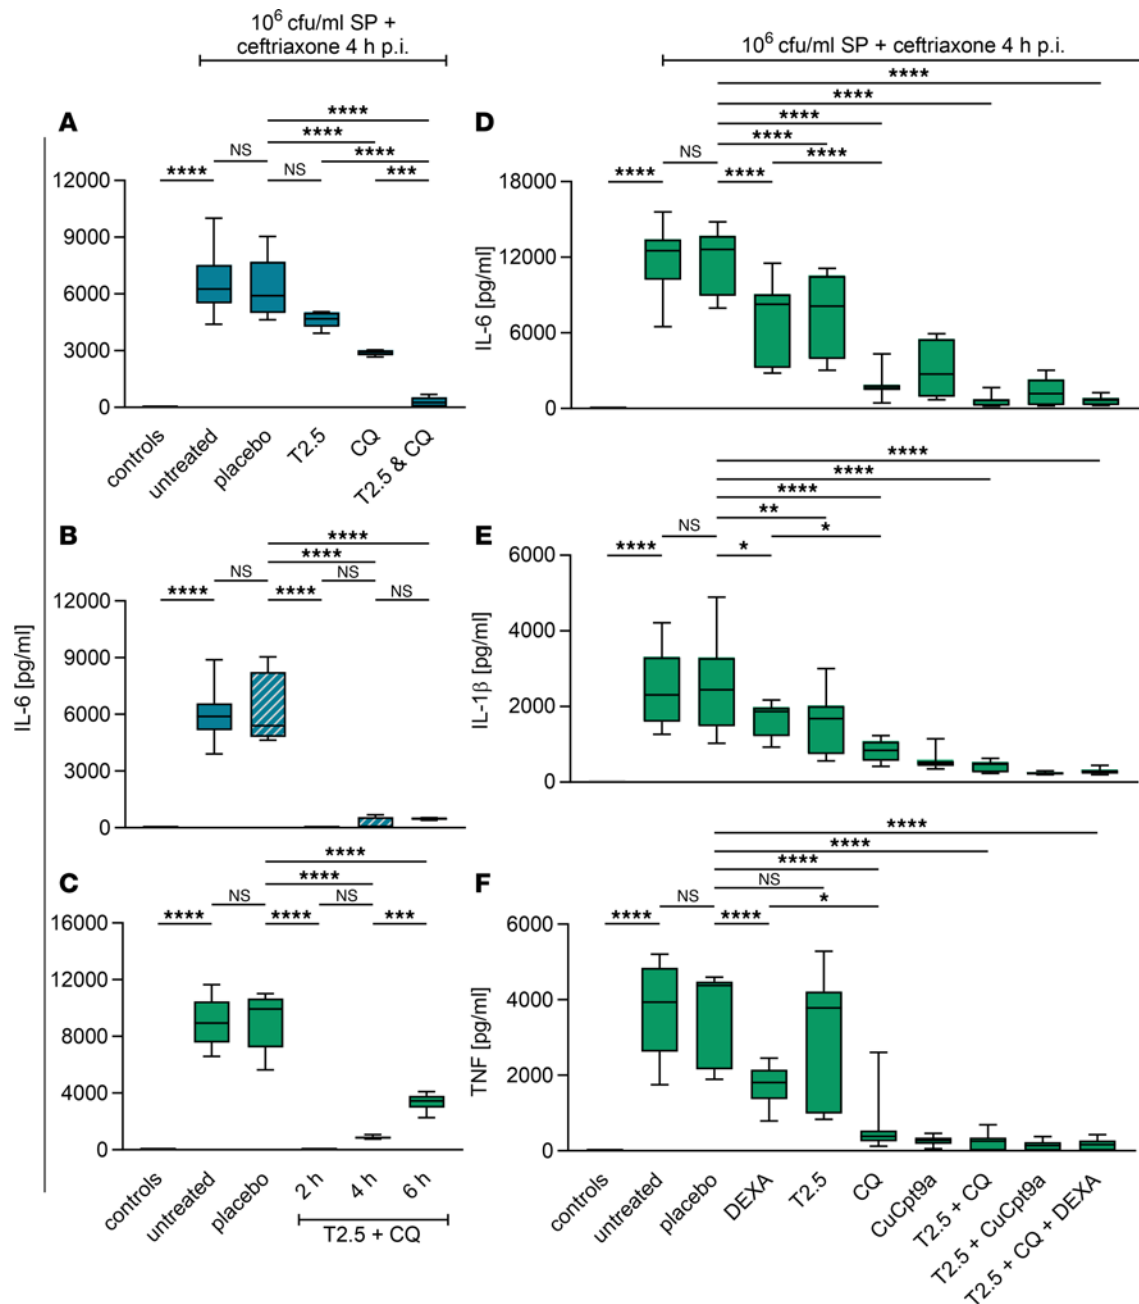 10⁶ cfu/ml SP +
ceftriaxone 4 h p.i.
A
****
****
NS
****
****
NS
***
12000
9000
6000
3000
0
controls
untreated
placebo
T2.5
CQ
T2.5 & CQ
B
****
****
NS
NS
****
****
NS
12000
9000
6000
3000
0
IL-6 [pg/ml]
C
****
****
NS
NS
****
****
***
16000
12000
8000
4000
0
controls
untreated
placebo
2 h
4 h
6 h
T2.5 + CQ
10⁶ cfu/ml SP + ceftriaxone 4 h p.i.
D
****
****
****
****
NS
****
****
****
18000
12000
6000
0
IL-6 [pg/ml]
E
****
****
****
**
NS
*
****
*
6000
4000
2000
0
IL-1β [pg/ml]
F
****
****
****
NS
NS
*
****
****
6000
4000
2000
0
TNF [pg/ml]
controls
untreated
placebo
DEXA
T2.5
CQ
CuCpt9a
T2.5 + CQ
T2.5 + CuCpt9a
T2.5 + CQ + DEXA